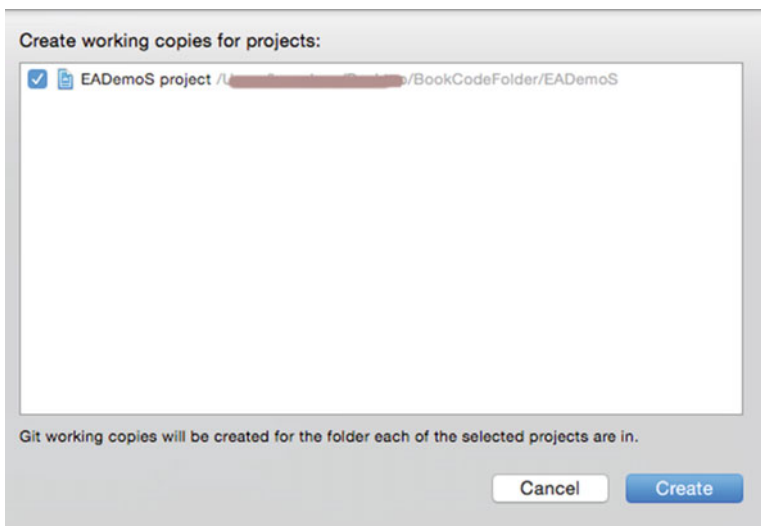 Create working copies for projects:
EADemoS project /BookCodeFolder/EADemoS
Git working copies will be created for the folder each of the selected projects are in.
Cancel Create